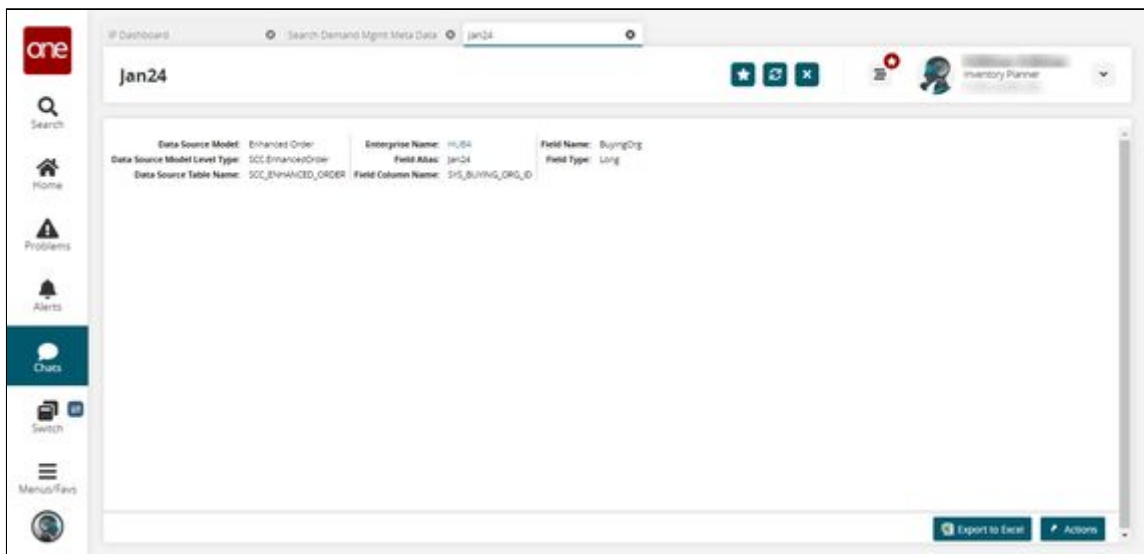 one
IP Dashboard
Search Demand Mgmt Meta Data
Jan24
Jan24
Inventory Planner
Search
Home
Problems
Alerts
Chats
Switch
Menus/Favs
Data Source Model: Enhanced Order
Enterprise Name: HUB4
Field Name: BuyingOrg
Data Source Model Level Type: SCC.EnhancedOrder
Field Alias: Jan24
Field Type: Long
Data Source Table Name: SCC_ENHANCED_ORDER
Field Column Name: SYS_BUYING_ORG_ID
Export to Excel
Actions